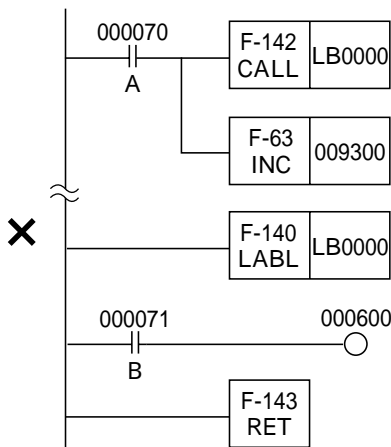 000070
A
F-142
CALL
LB0000
F-63
INC
009300
F-140
LABL
LB0000
000071
B
000600
F-143
RET